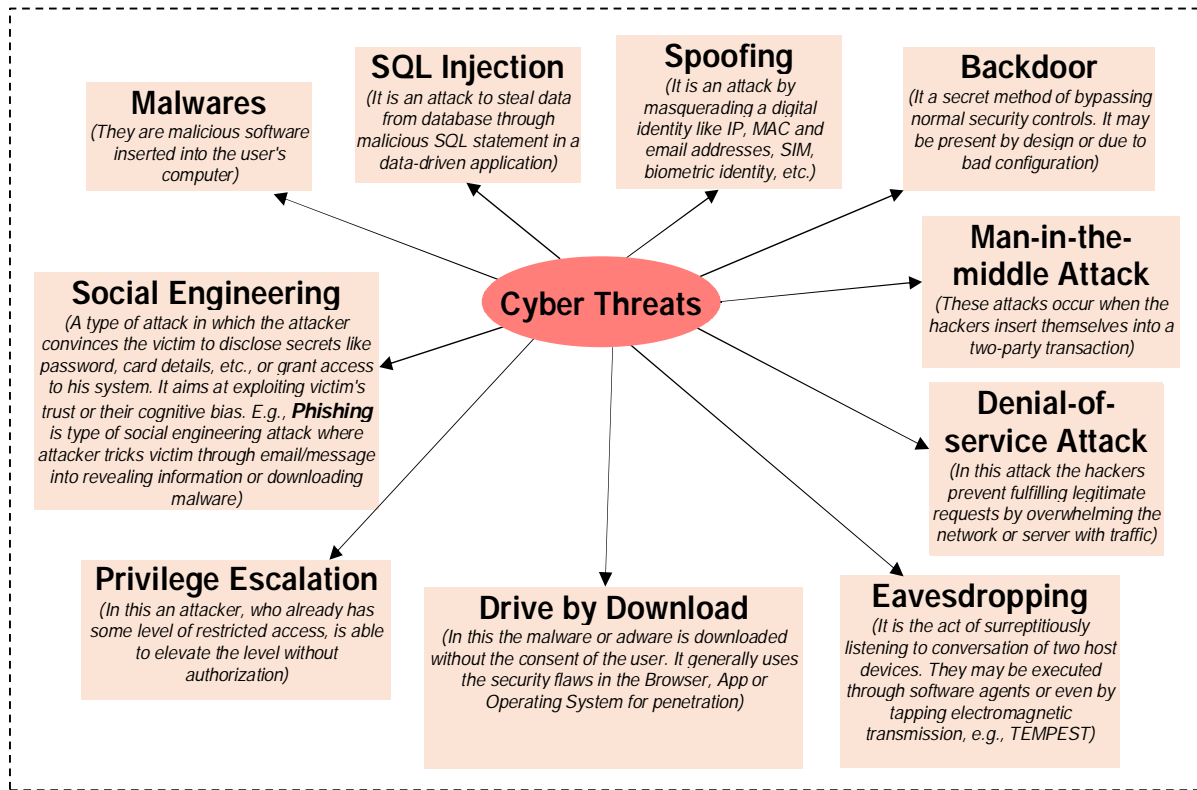 Malwares
(They are malicious software
inserted into the user's
computer)
SQL Injection
(It is an attack to steal data
from database through
malicious SQL statement in a
data-driven application)
Spoofing
(It is an attack by
masquerading a digital
identity like IP, MAC and
email addresses, SIM,
biometric identity, etc.)
Backdoor
(It a secret method of bypassing
normal security controls. It may
be present by design or due to
bad configuration)
Cyber Threats
Man-in-the-
middle Attack
(These attacks occur when the
hackers insert themselves into a
two-party transaction)
Social Engineering
(A type of attack in which the attacker
convinces the victim to disclose secrets like
password, card details, etc., or grant access
to his system. It aims at exploiting victim's
trust or their cognitive bias. E.g., Phishing
is type of social engineering attack where
attacker tricks victim through email/message
into revealing information or downloading
malware)
Denial-of-
service Attack
(In this attack the hackers
prevent fulfilling legitimate
requests by overwhelming the
network or server with traffic)
Privilege Escalation
(In this an attacker, who already has
some level of restricted access, is able
to elevate the level without
authorization)
Drive by Download
(In this the malware or adware is downloaded
without the consent of the user. It generally uses
the security flaws in the Browser, App or
Operating System for penetration)
Eavesdropping
(It is the act of surreptitiously
listening to conversation of two host
devices. They may be executed
through software agents or even by
tapping electromagnetic
transmission, e.g., TEMPEST)